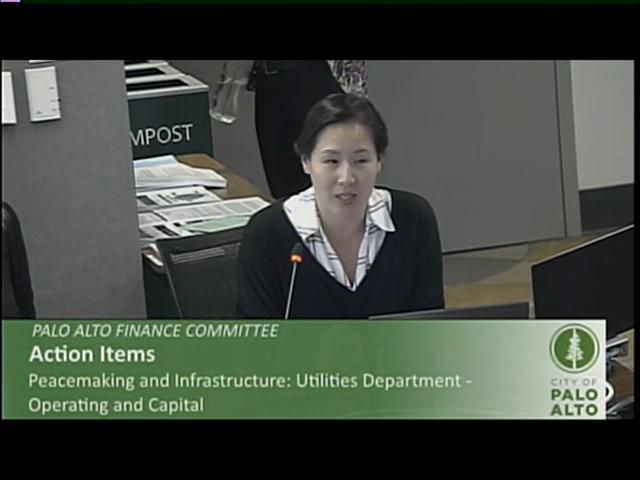 MPOST
PALO ALTO FINANCE COMMITTEE
Action Items
Peacemaking and Infrastructure: Utilities Department -
Operating and Capital
CITY OF
PALO
ALTO